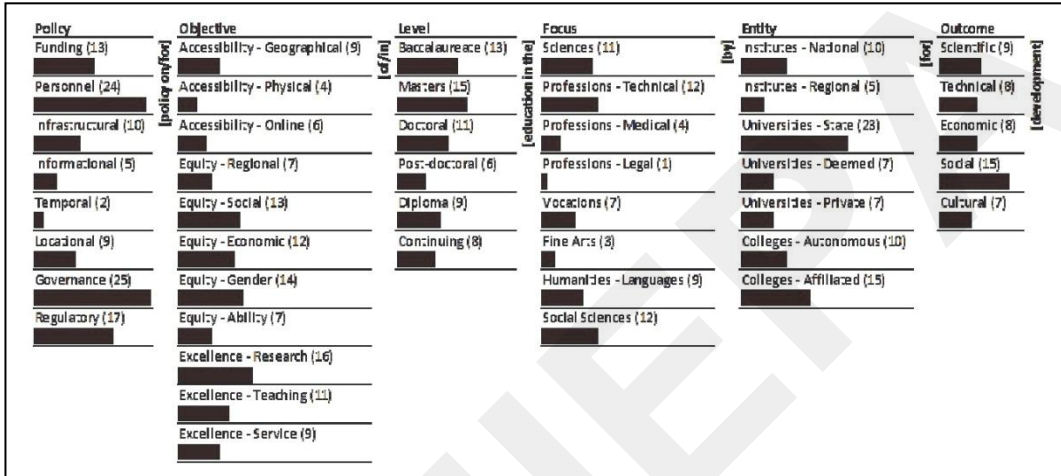 Policy
Funding (13)
Personnel (24)
nfrastructural (10)
nformational (5)
Temporal (2)
Locational (9)
Governance (25)
Regulatory (17)
[policy on/for]
Objective
Accessibility - Geographical (9)
Accessibility - Physical (4)
Accessibility - Online (6)
Equity - Regional (7)
Equity - Social (13)
Equity - Economic (12)
Equity - Gender (14)
Equity - Ability (7)
Excellence - Research (16)
Excellence - Teaching (11)
Excellence - Service (9)
[of/in]
Level
Baccalaureate (13)
Masters (15)
Doctoral (11)
Post-doctoral (6)
Diploma (9)
Continuing (8)
[education in the]
Focus
Sciences (11)
Professions - Technical (12)
Professions - Medical (4)
Professions - Legal (1)
Vocations (7)
Fine Arts (3)
Humanities - Languages (9)
Social Sciences (12)
[by]
Entity
nstitutes - National (10)
nstitutes - Regional (5)
Universities - State (23)
Universities - Deemed (7)
Universities - Private (7)
Colleges - Autonomous (10)
Colleges - Affiliated (15)
[for]
Outcome
Scientific (9)
Technical (8)
Economic (8)
Social (15)
Cultural (7)
[development]